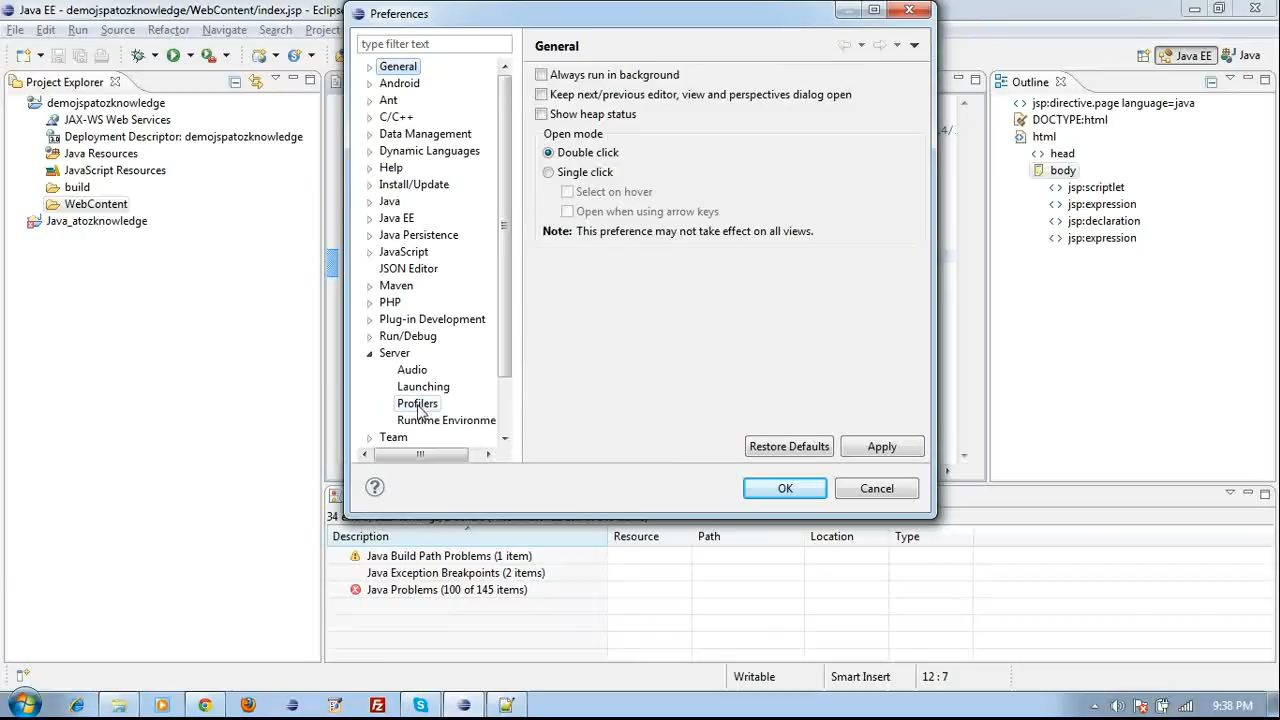 Java EE - demojspatozknowledge/WebContent/index.jsp - Eclips
File Edit Run Source Refactor Navigate Search Project
Java EE
Java
Project Explorer
demojspatozknowledge
JAX-WS Web Services
Deployment Descriptor: demojspatozknowledge
Java Resources
JavaScript Resources
build
WebContent
Java_atozknowledge
Preferences
type filter text
General
Android
Ant
C/C++
Data Management
Dynamic Languages
Help
Install/Update
Java
Java EE
Java Persistence
JavaScript
JSON Editor
Maven
PHP
Plug-in Development
Run/Debug
Server
Audio
Launching
Profilers
Runtime Environme
Team
General
Always run in background
Keep next/previous editor, view and perspectives dialog open
Show heap status
Open mode
Double click
Single click
Select on hover
Open when using arrow keys
Note: This preference may not take effect on all views.
Restore Defaults
Apply
?
OK
Cancel
Outline
jsp:directive.page language=java
DOCTYPE:html
html
head
body
jsp:scriptlet
jsp:expression
jsp:declaration
jsp:expression
Description Resource Path Location Type
Java Build Path Problems (1 item)
Java Exception Breakpoints (2 items)
Java Problems (100 of 145 items)
Writable
Smart Insert
12 : 7
9:38 PM